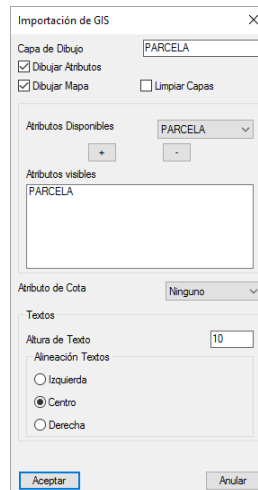 Importación de GIS
Capa de Dibujo PARCELA
Dibujar Atributos
Dibujar Mapa Limpiar Capas
Atributos Disponibles PARCELA
+ -
Atributos visibles
PARCELA
Atributo de Cota Ninguno
Textos
Altura de Texto 10
Alineación Textos
Izquierda
Centro
Derecha
Aceptar Anular